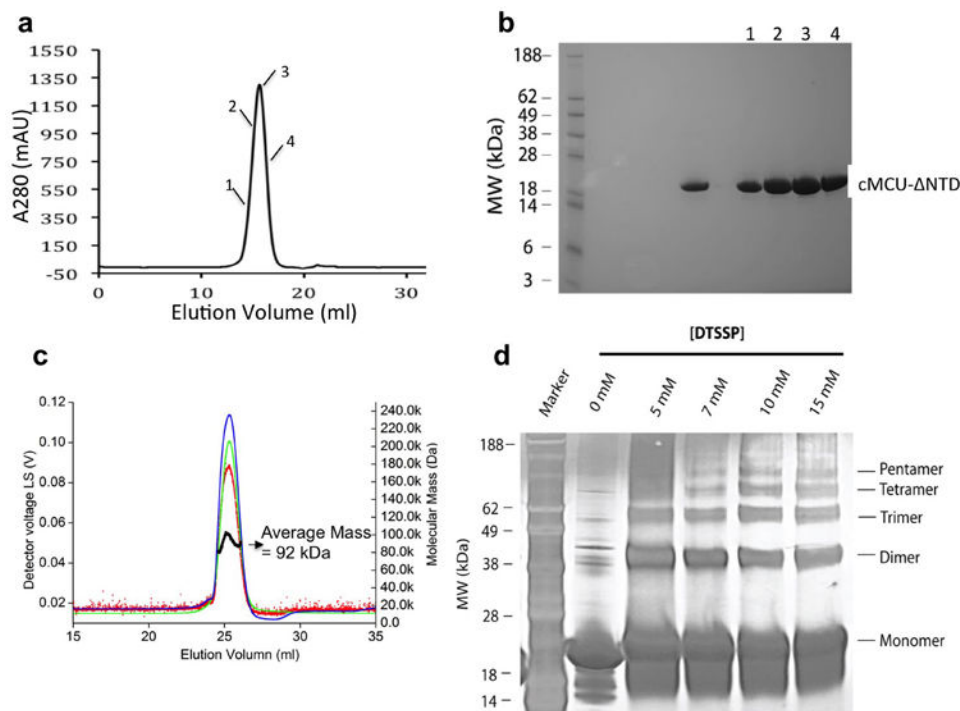 a
1550
1350
1150
950
750
550
350
150
-50
A280 (mAU)
3
2
4
1
0
10
20
30
Elution Volume (ml)
b
1 2 3 4
188
62
49
38
28
18
14
6
3
MW (kDa)
cMCU-ΔNTD
c
0.12
0.10
0.08
0.06
0.04
0.02
Detector voltage LS (V)
240.0k
220.0k
200.0k
180.0k
160.0k
140.0k
120.0k
100.0k
80.0k
60.0k
40.0k
20.0k
0.0
Molecular Mass (Da)
Average Mass
= 92 kDa
15 20 25 30 35
Elution Volumn (ml)
d
[DTSSP]
Marker
0 mM
5 mM
7 mM
10 mM
15 mM
188
62
49
38
28
18
14
MW (kDa)
Pentamer
Tetramer
Trimer
Dimer
Monomer